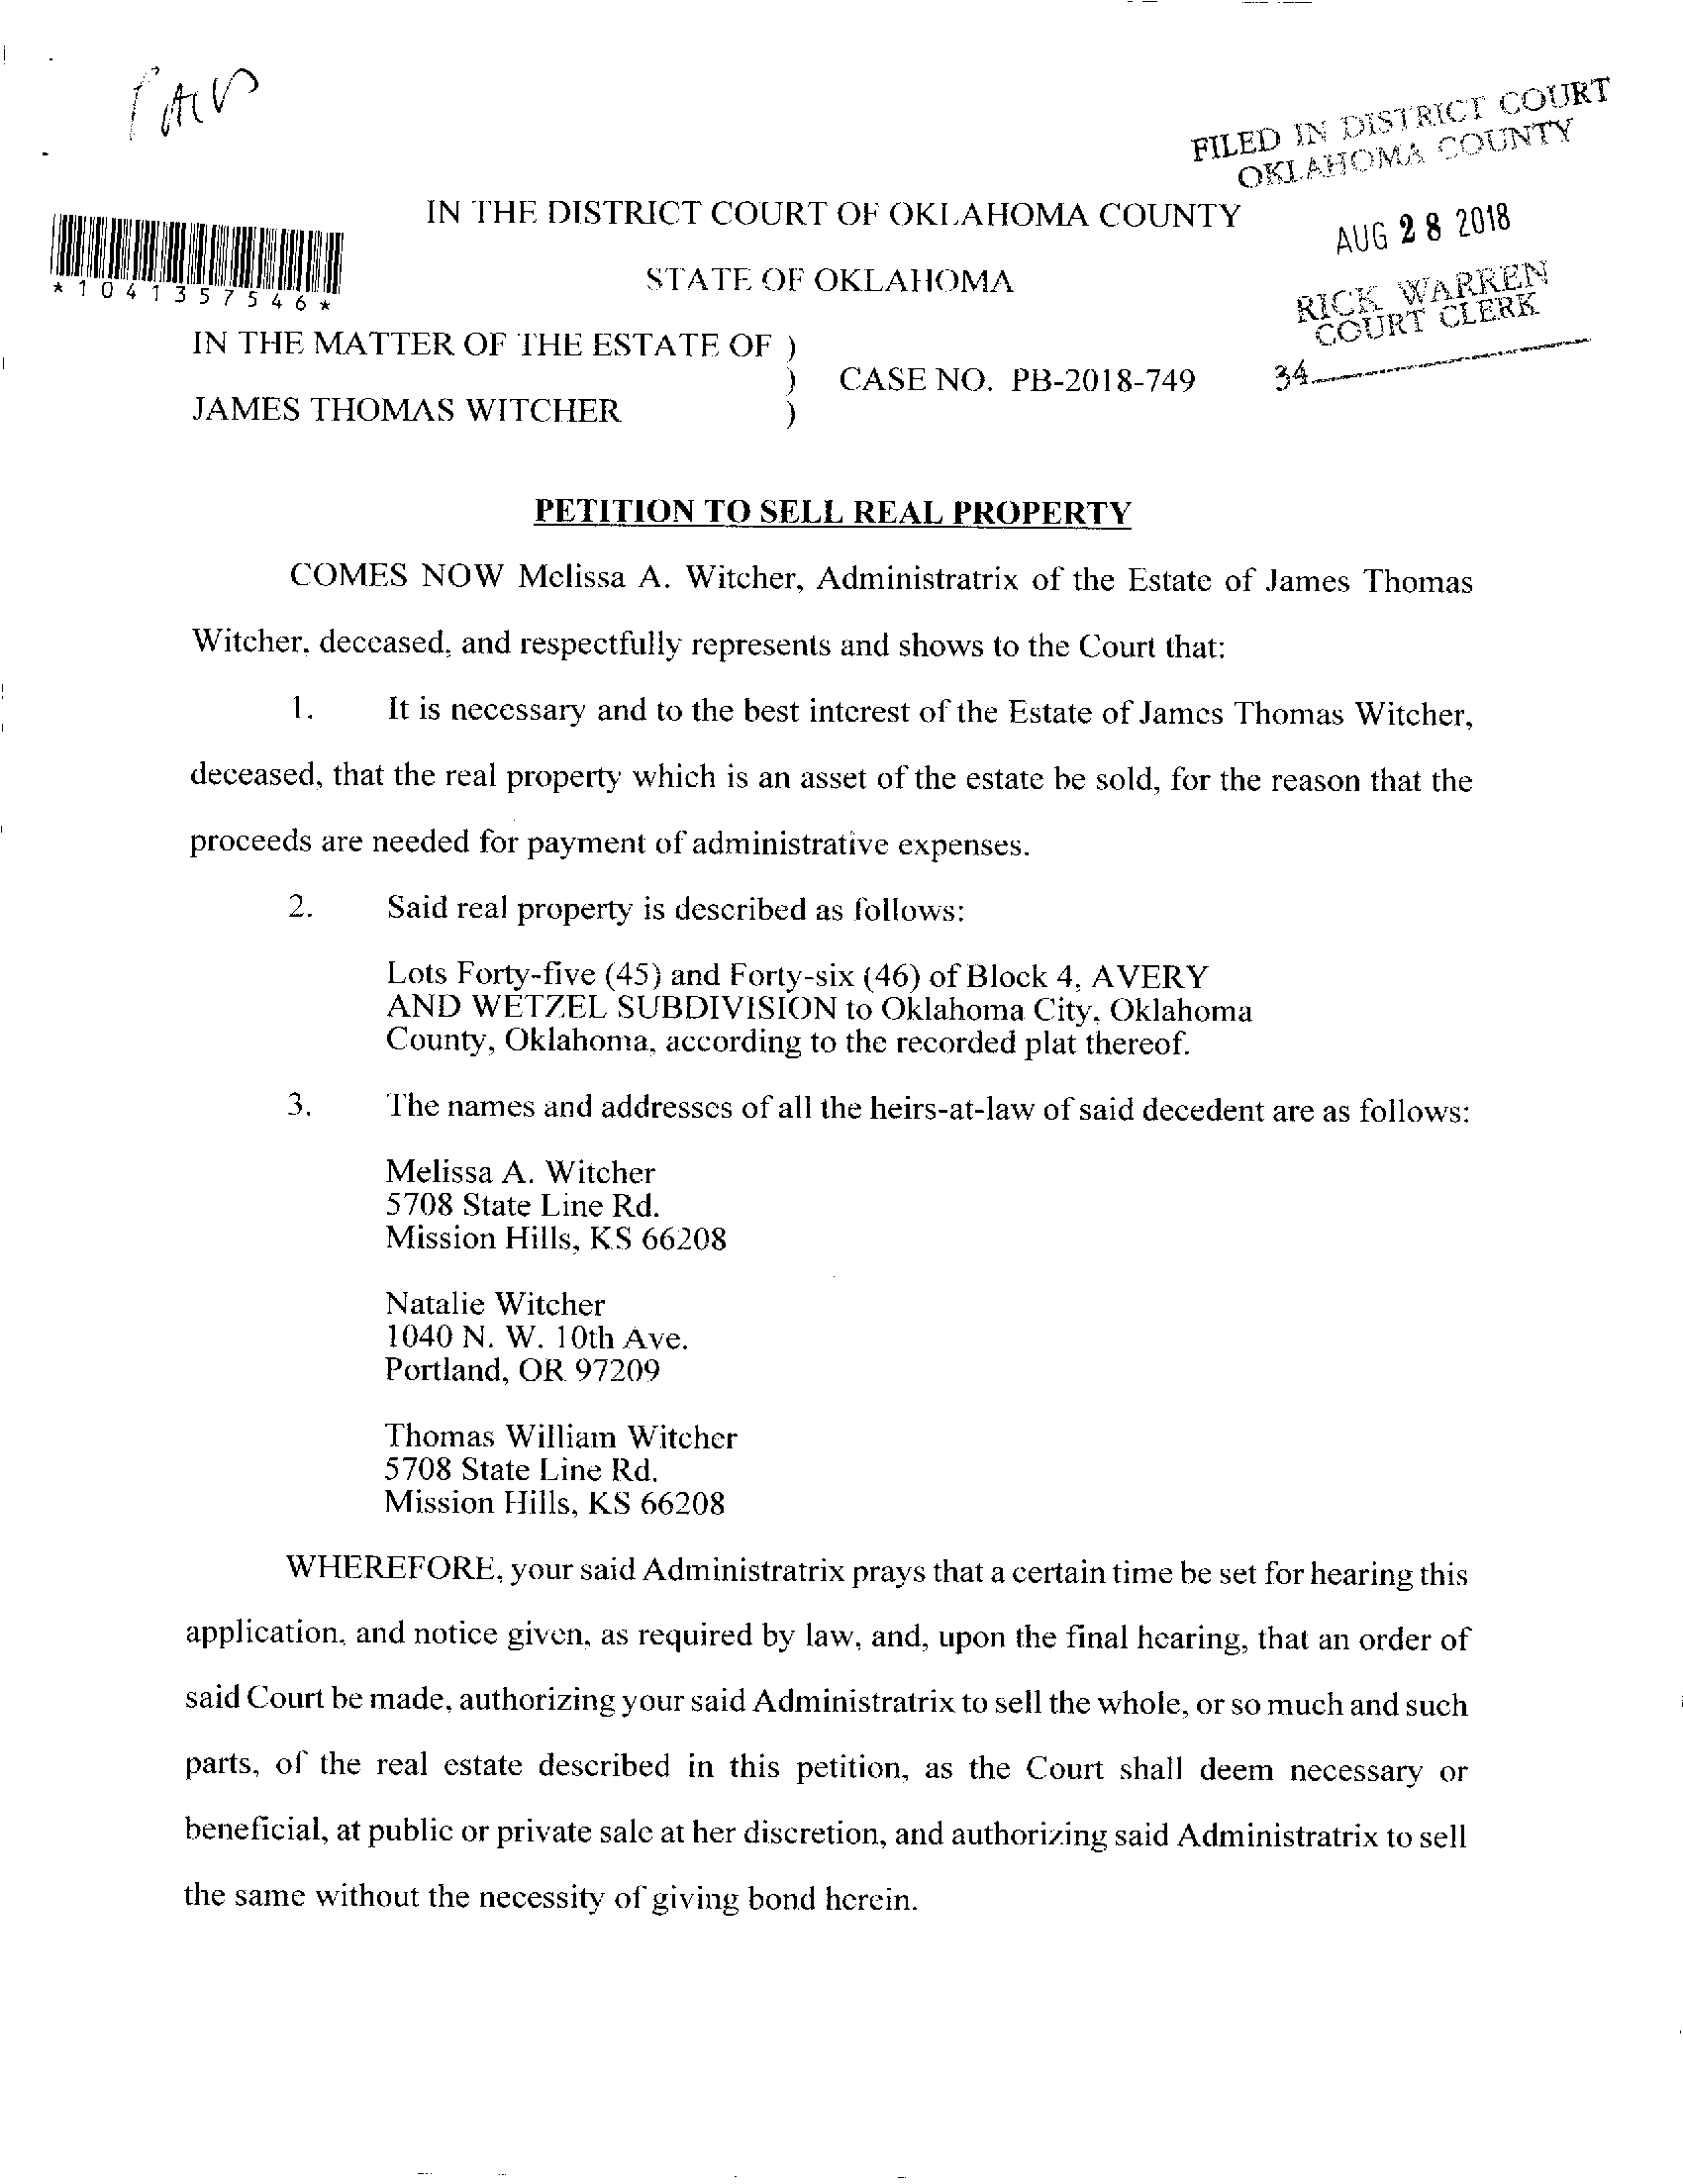 FILED IN DISTRICT COURT
OKLAHOMA COUNTY
AUG 28 2018
RICK WARREN
COURT CLERK
34
*1041357546*
IN THE DISTRICT COURT OF OKLAHOMA COUNTY
STATE OF OKLAHOMA
IN THE MATTER OF THE ESTATE OF )
) CASE NO. PB-2018-749
JAMES THOMAS WITCHER )
PETITION TO SELL REAL PROPERTY
COMES NOW Melissa A. Witcher, Administratrix of the Estate of James Thomas
Witcher, deceased, and respectfully represents and shows to the Court that:
1. It is necessary and to the best interest of the Estate of James Thomas Witcher,
deceased, that the real property which is an asset of the estate be sold, for the reason that the
proceeds are needed for payment of administrative expenses.
2. Said real property is described as follows:
Lots Forty-five (45) and Forty-six (46) of Block 4, AVERY
AND WETZEL SUBDIVISION to Oklahoma City, Oklahoma
County, Oklahoma, according to the recorded plat thereof.
3. The names and addresses of all the heirs-at-law of said decedent are as follows:
Melissa A. Witcher
5708 State Line Rd.
Mission Hills, KS 66208
Natalie Witcher
1040 N. W. 10th Ave.
Portland, OR 97209
Thomas William Witcher
5708 State Line Rd.
Mission Hills, KS 66208
WHEREFORE, your said Administratrix prays that a certain time be set for hearing this
application, and notice given, as required by law, and, upon the final hearing, that an order of
said Court be made, authorizing your said Administratrix to sell the whole, or so much and such
parts, of the real estate described in this petition, as the Court shall deem necessary or
beneficial, at public or private sale at her discretion, and authorizing said Administratrix to sell
the same without the necessity of giving bond herein.